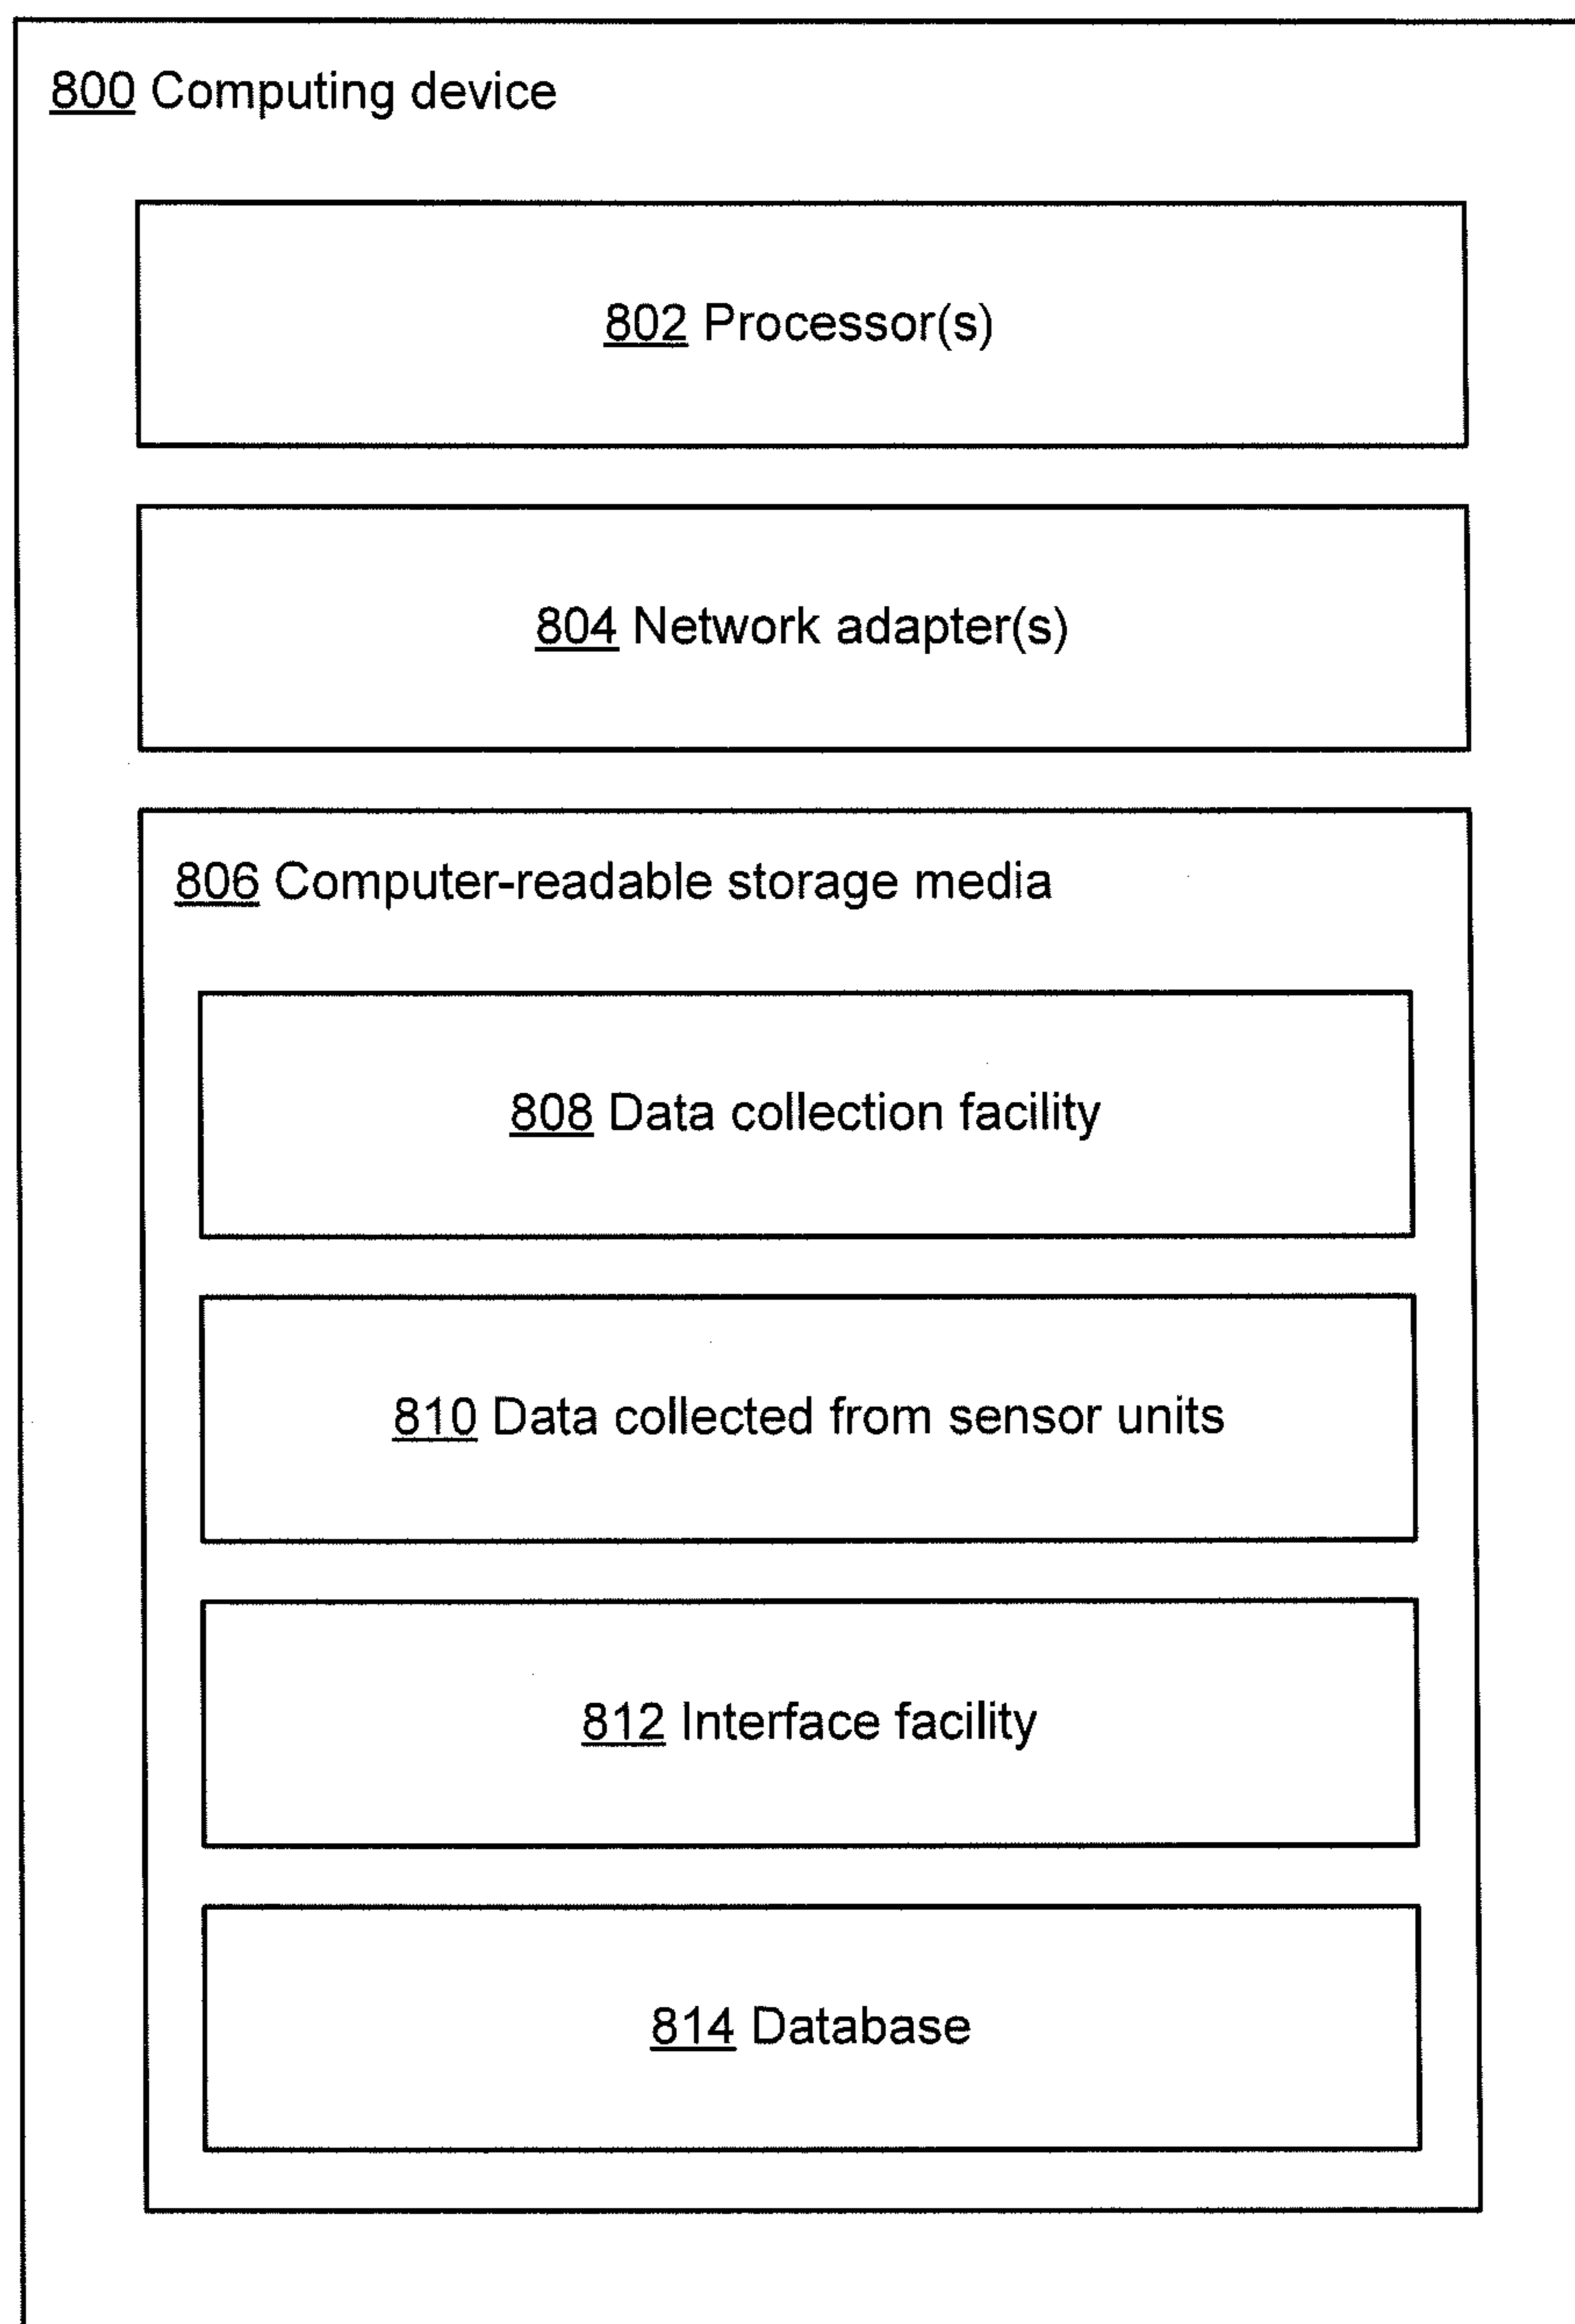 800 Computing device
802 Processor(s)
804 Network adapter(s)
806 Computer-readable storage media
808 Data collection facility
810 Data collected from sensor units
812 Interface facility
814 Database